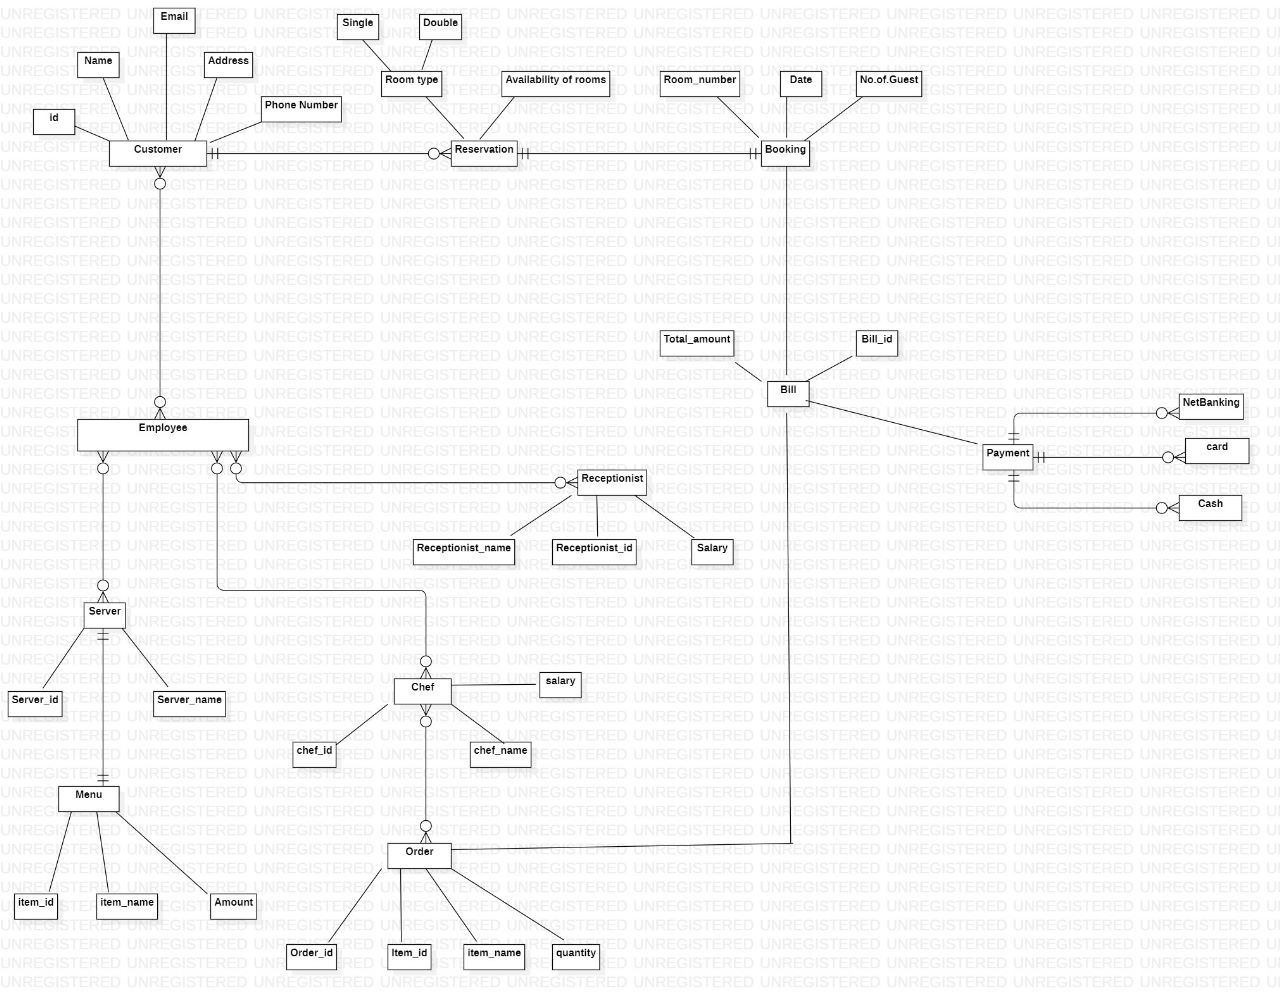 Email
Single
Double
Name
Address
Room type
Availability of rooms
Room_number
Date
No.of.Guest
Phone Number
id
Customer
Reservation
Booking
Total_amount
Bill_id
Bill
NetBanking
Employee
card
Payment
Receptionist
Cash
Receptionist_name
Receptionist_id
Salary
Server
salary
Chef
Server_id
Server_name
chef_id
chef_name
Menu
Order
item_id
item_name
Amount
Order_id
Item_id
item_name
quantity
UNREGISTERED